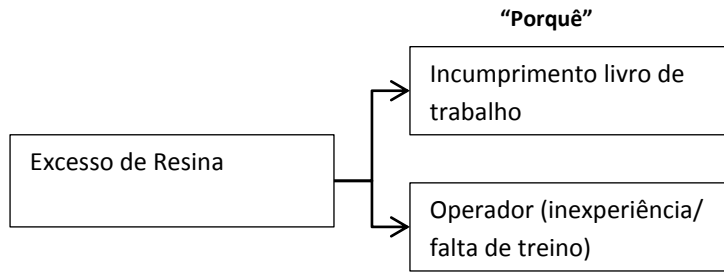 “Porquê”
Incumprimento livro de
trabalho
Excesso de Resina
Operador (inexperiência/
falta de treino)